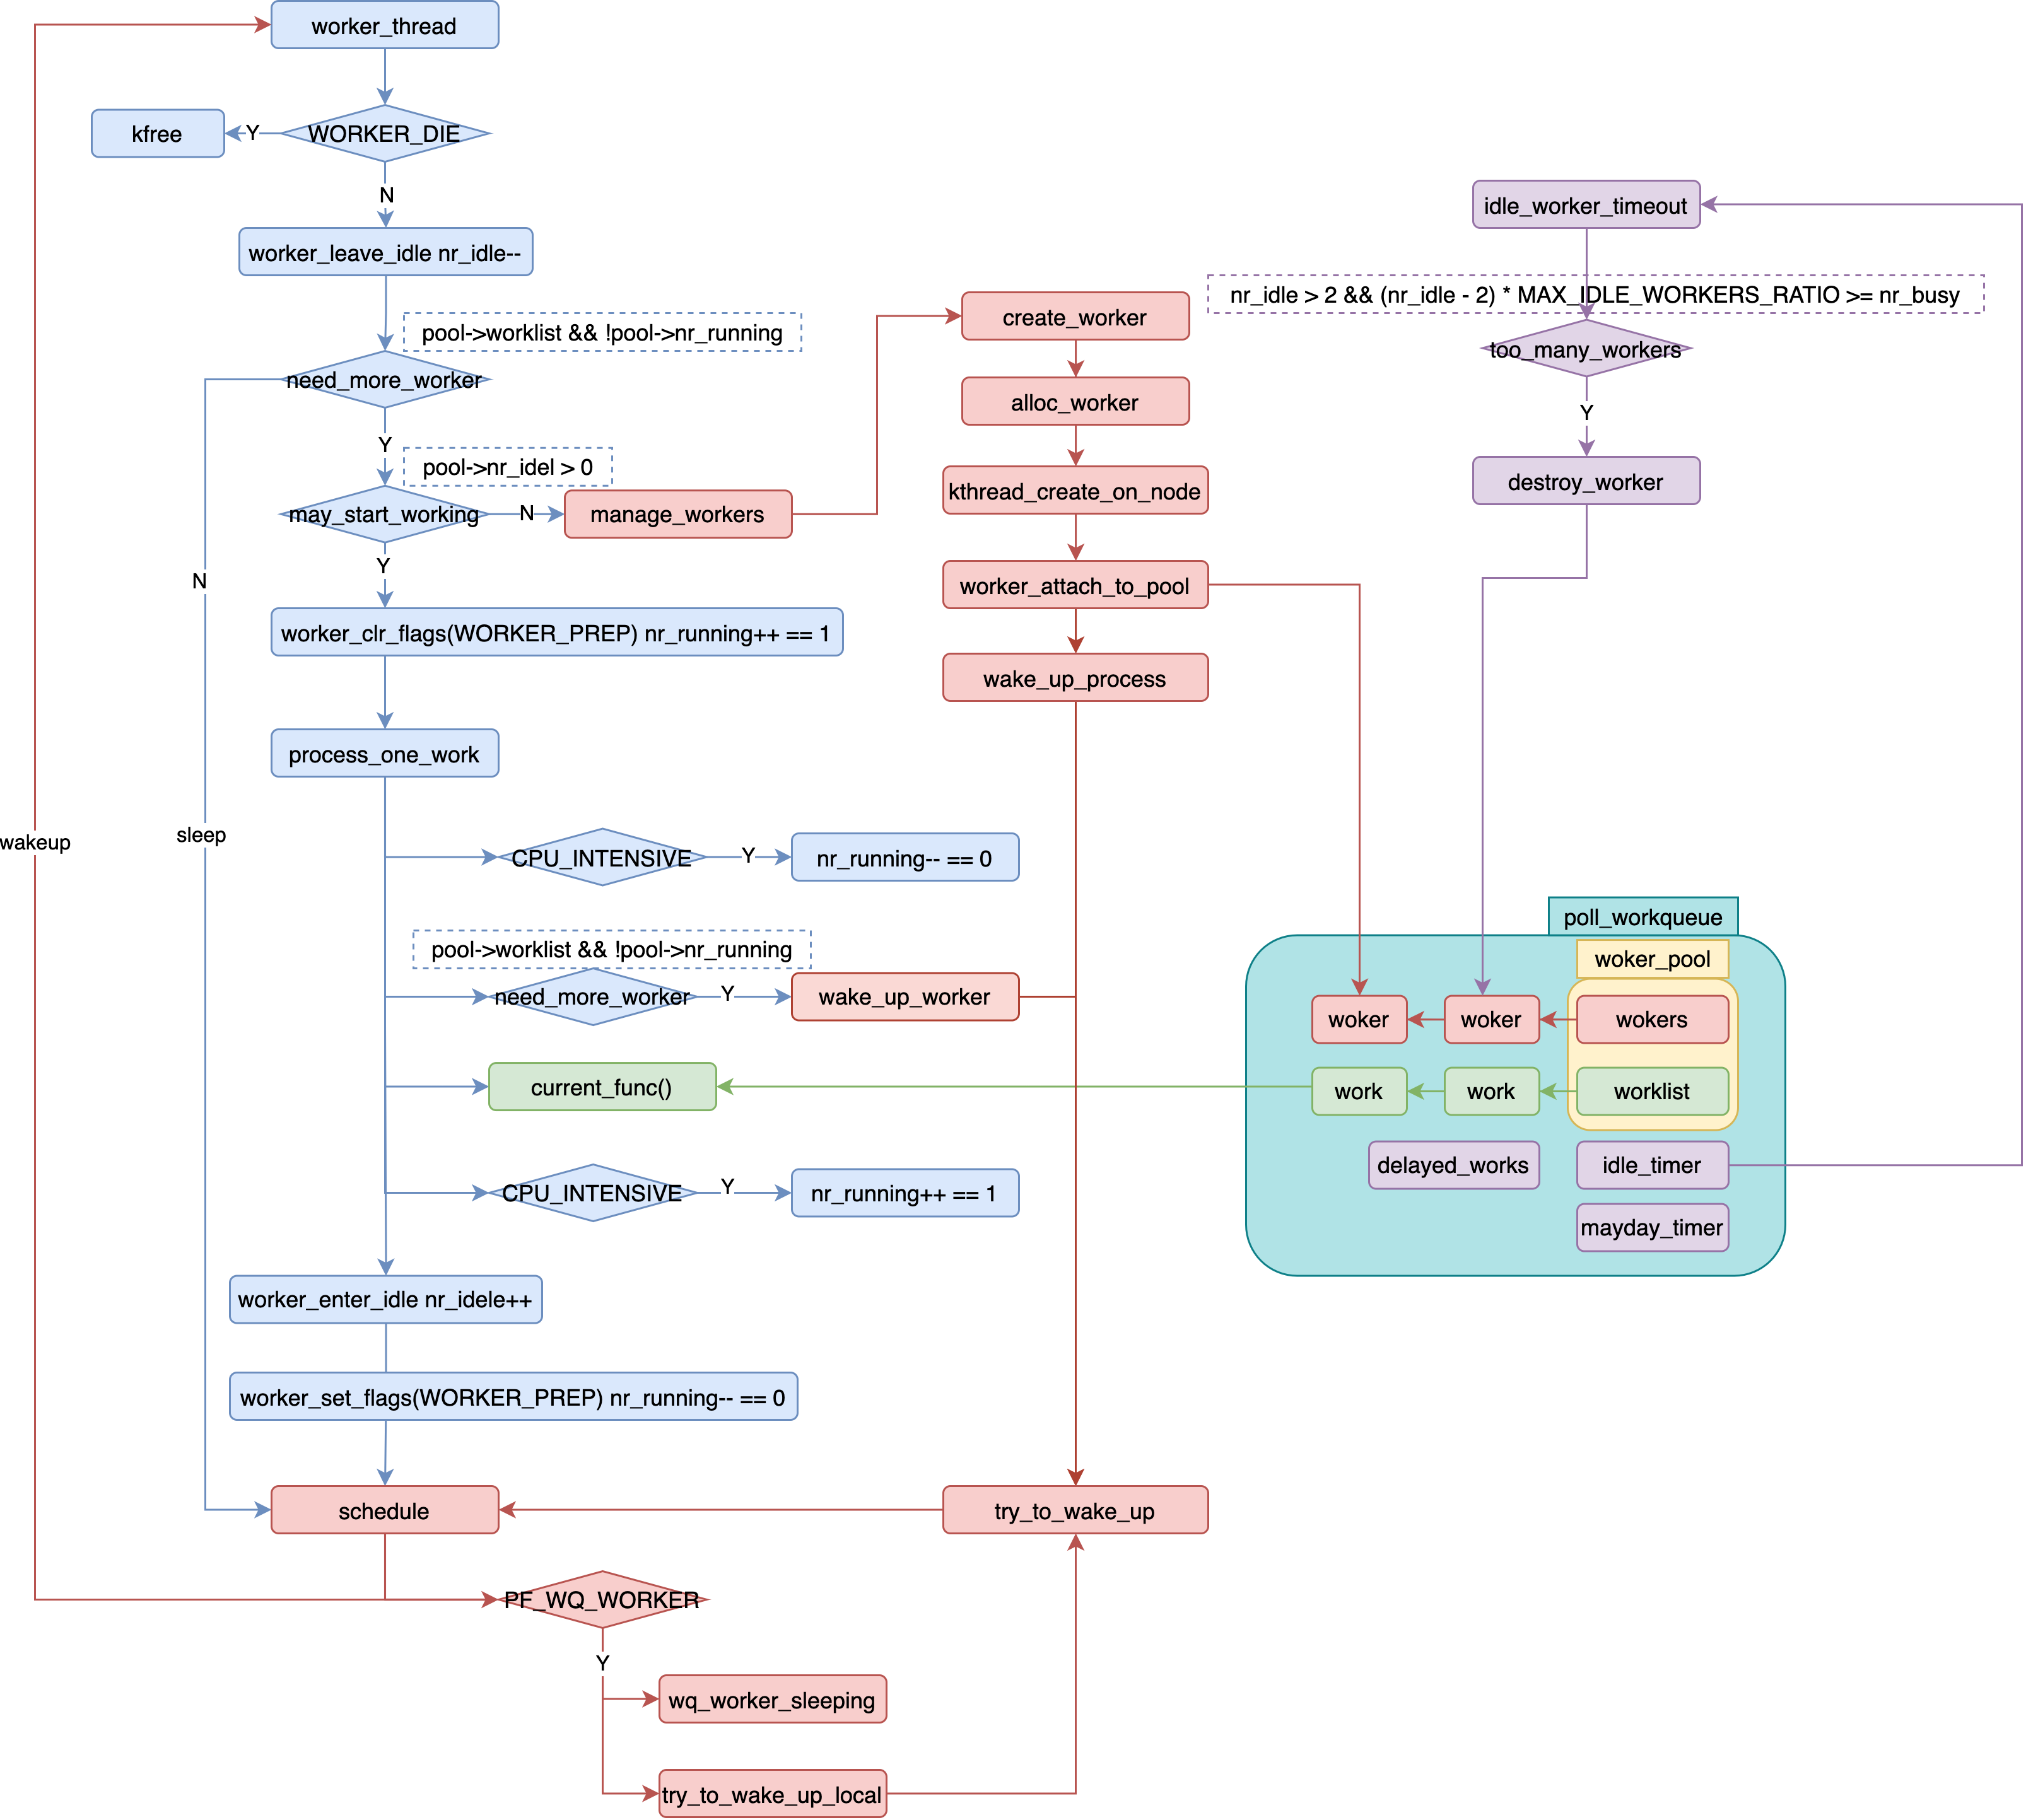 worker_thread
WORKER_DIE
Y
kfree
N
worker_leave_idle nr_idle--
pool->worklist && !pool->nr_running
need_more_worker
Y
pool->nr_idel > 0
may_start_working
N
manage_workers
Y
N
worker_clr_flags(WORKER_PREP) nr_running++ == 1
process_one_work
wakeup
sleep
CPU_INTENSIVE
Y
nr_running-- == 0
pool->worklist && !pool->nr_running
need_more_worker
Y
wake_up_worker
current_func()
CPU_INTENSIVE
Y
nr_running++ == 1
worker_enter_idle nr_idele++
worker_set_flags(WORKER_PREP) nr_running-- == 0
schedule
PF_WQ_WORKER
Y
wq_worker_sleeping
try_to_wake_up_local
create_worker
alloc_worker
kthread_create_on_node
worker_attach_to_pool
wake_up_process
try_to_wake_up
idle_worker_timeout
nr_idle > 2 && (nr_idle - 2) * MAX_IDLE_WORKERS_RATIO >= nr_busy
too_many_workers
Y
destroy_worker
poll_workqueue
woker_pool
woker
woker
wokers
work
work
worklist
delayed_works
idle_timer
mayday_timer